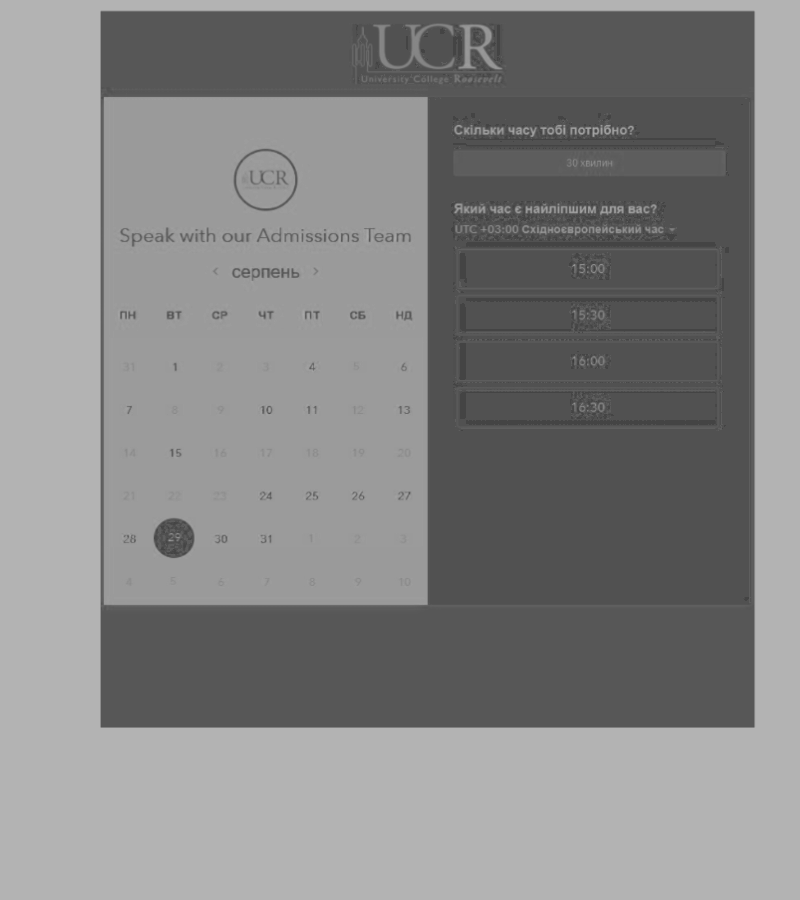 UCR
University College Roosevelt
UCR
Speak with our Admissions Team
серпень
ПН ВТ СР ЧТ ПТ СБ НД
31 1 2 3 4 5 6
7 8 9 10 11 12 13
14 15 16 17 18 19 20
21 22 23 24 25 26 27
28 29 30 31 1 2 3
4 5 6 7 8 9 10
Скільки часу тобі потрібно?
30 хвилин
Який час є найліпшим для вас?
UTC +03:00 Східноєвропейський час
15:00
15:30
16:00
16:30